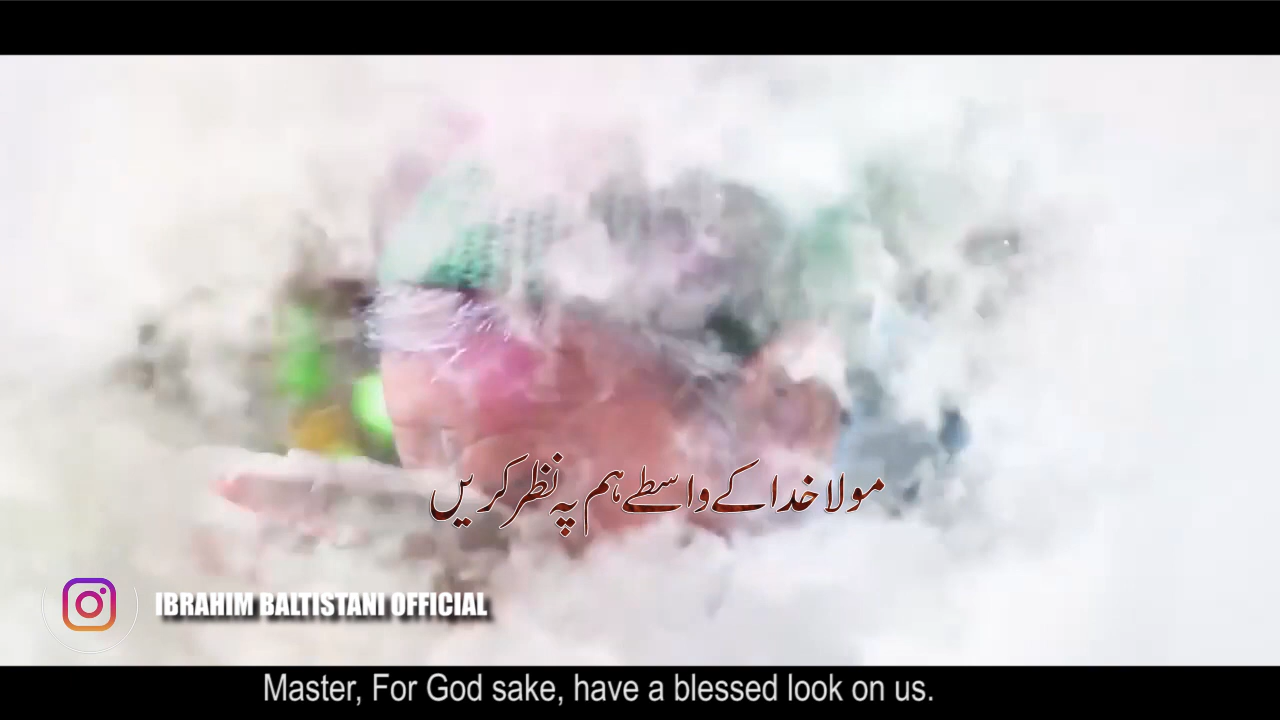 مولا خدا کے واسطے ہم پہ نظر کریں
IBRAHIM BALTISTANI OFFICIAL
Master, For God sake, have a blessed look on us.